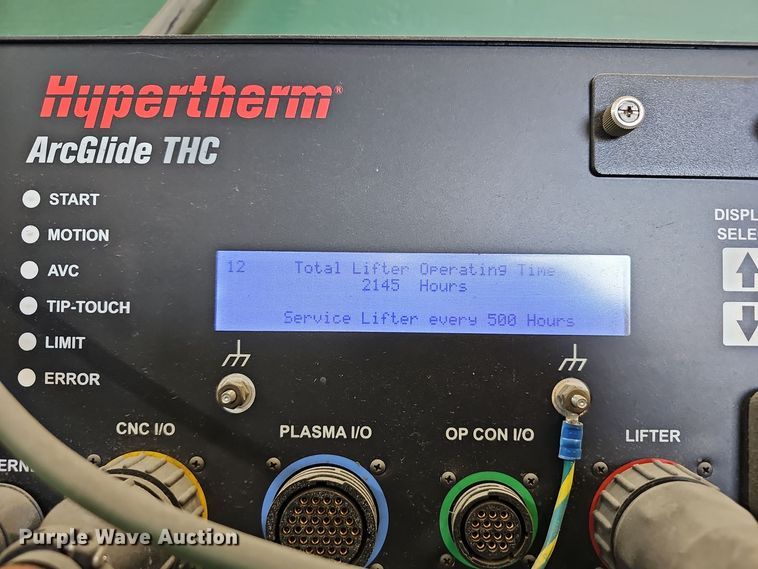 Hypertherm®
ArcGlide THC
START
MOTION
AVC
TIP-TOUCH
LIMIT
ERROR
DISPL
SELE
12 Total Lifter Operating Time
2145 Hours
Service Lifter every 500 Hours
CNC I/O
PLASMA I/O
OP CON I/O
LIFTER
ERNE
Purple Wave Auction